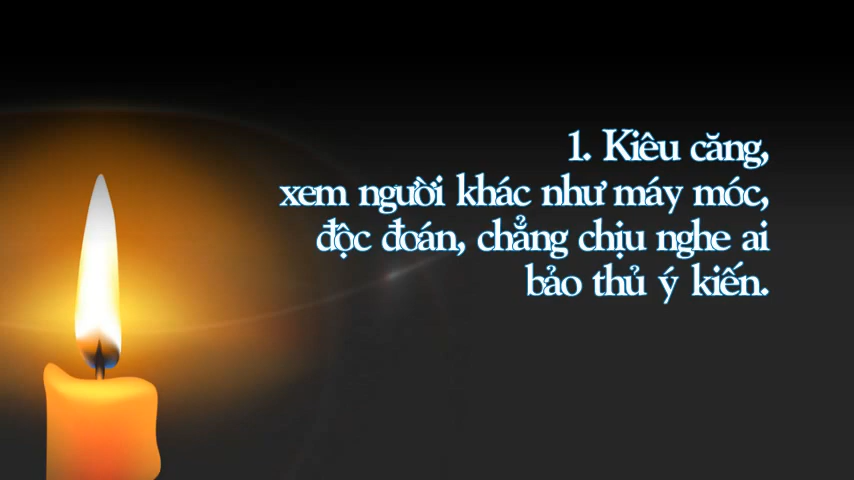 1. Kiêu căng,
xem người khác như máy móc,
độc đoán, chẳng chịu nghe ai
bảo thủ ý kiến.